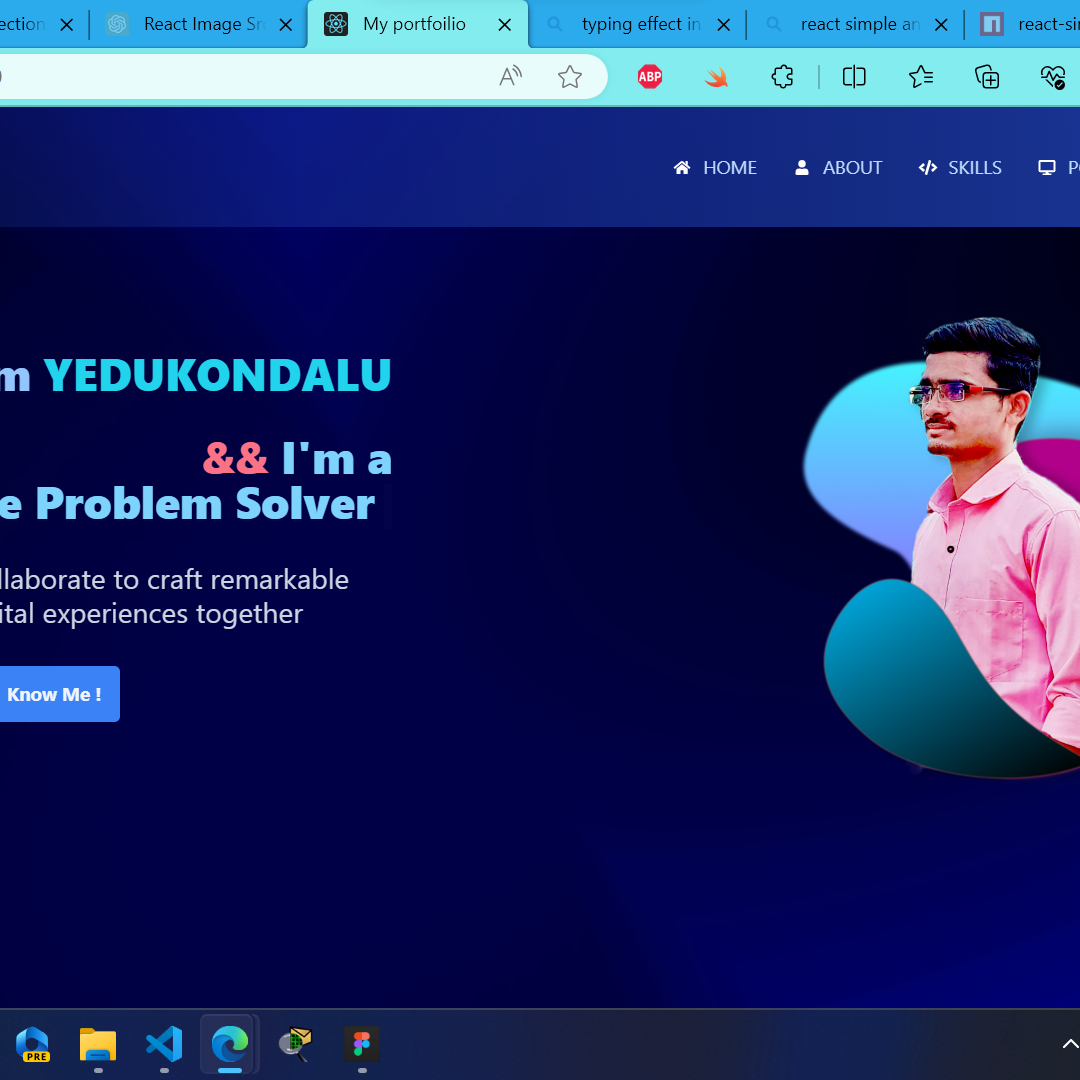 ection React Image Sr My portfoilio typing effect in react simple an react-si
ABP
HOME ABOUT SKILLS P
m YEDUKONDALU
&& I'm a
e Problem Solver
llaborate to craft remarkable
ital experiences together
Know Me !
PRE